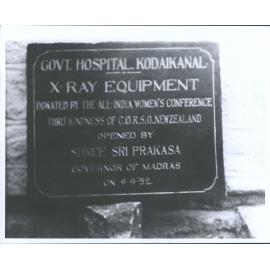 GOVT. HOSPITAL, KODAIKANAL.
X-RAY EQUIPMENT
DONATED BY THE ALL-INDIA WOMEN'S CONFERENCE
THRO KINDNESS OF C.O.R.S.O. NEWZEALAND
OPENED BY
SHREE SRI PRAKASA
GOVERNOR OF MADRAS
ON 9-9-'52.